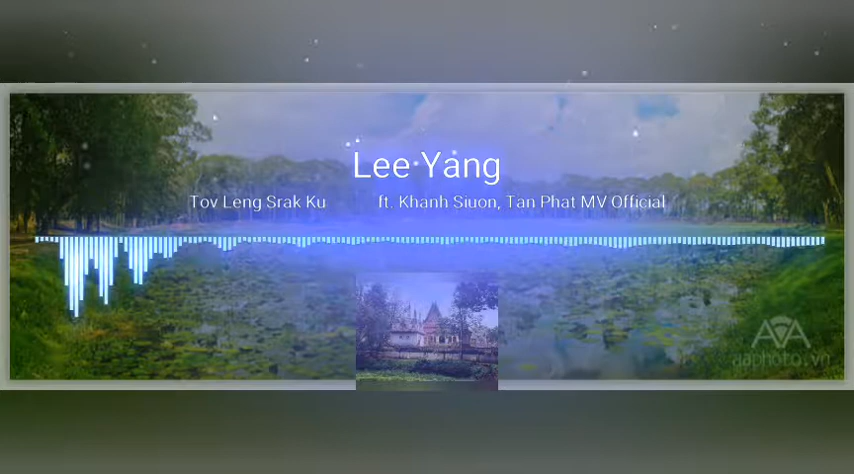 Lee Yang
Tov Leng Srak Ku ft. Khanh Siuon, Tan Phat MV Official
aaphoto.vn